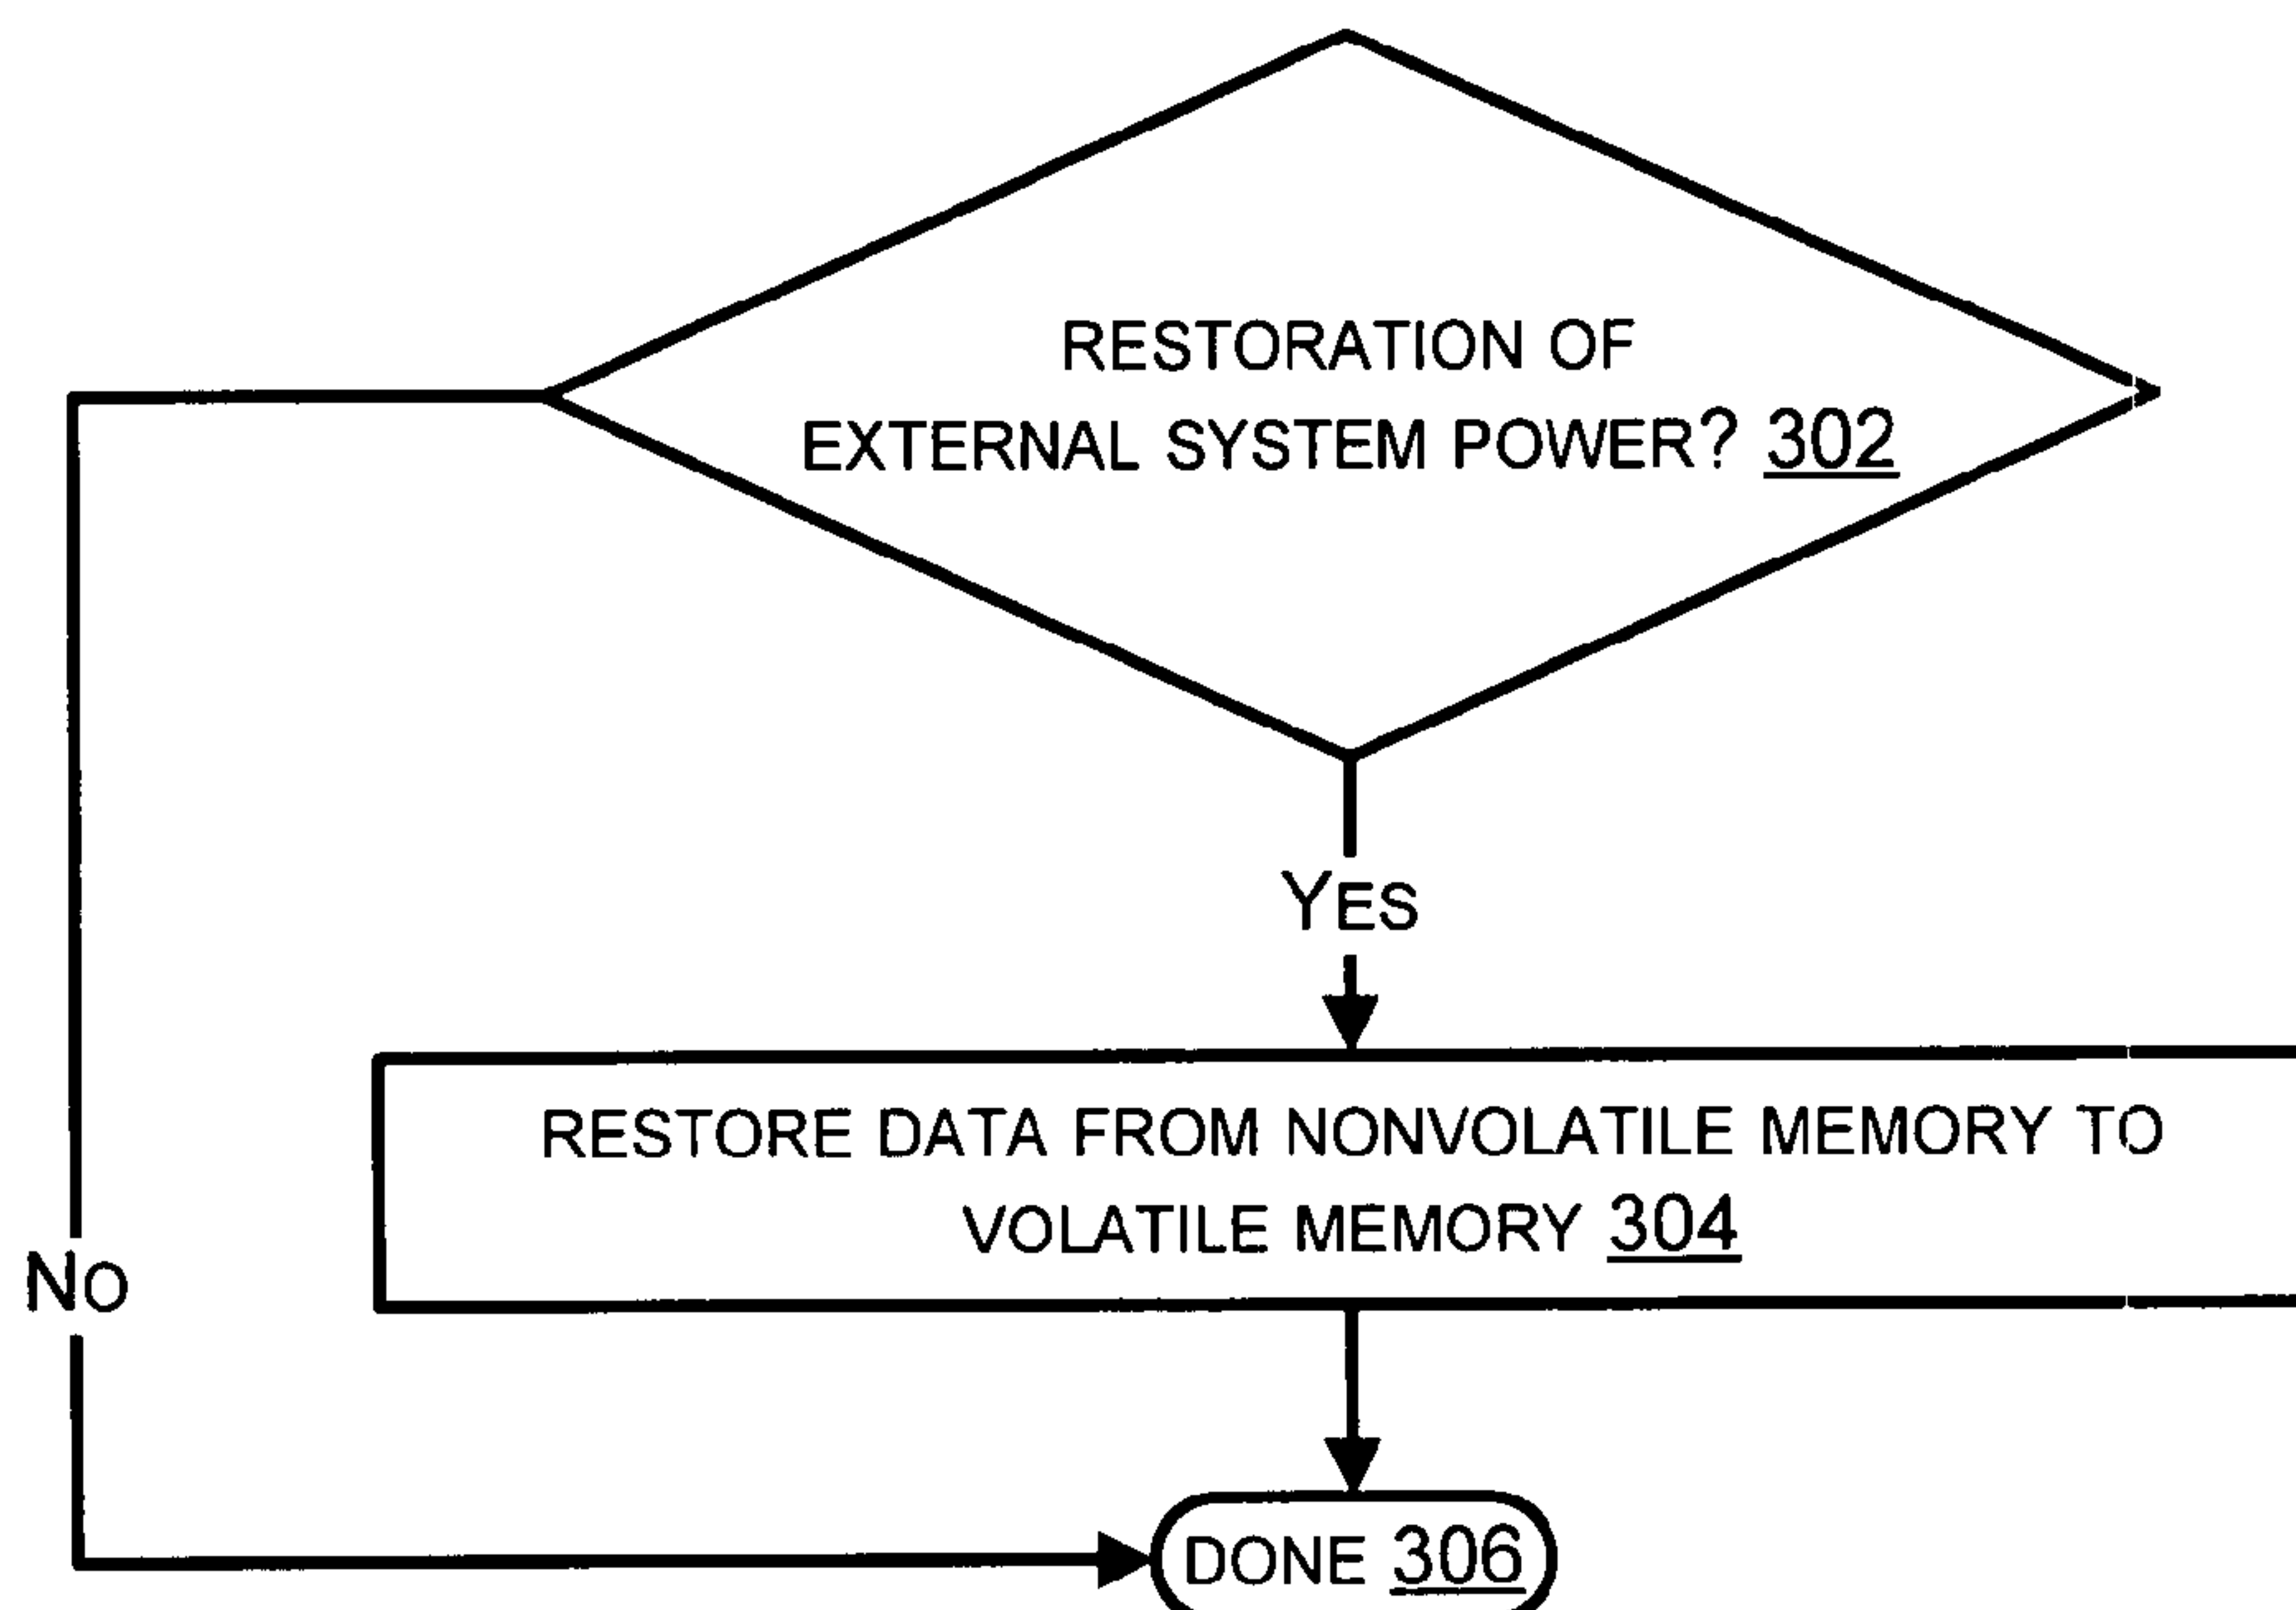 RESTORATION OF
EXTERNAL SYSTEM POWER? 302
YES
RESTORE DATA FROM NONVOLATILE MEMORY TO
VOLATILE MEMORY 304
NO
DONE 306